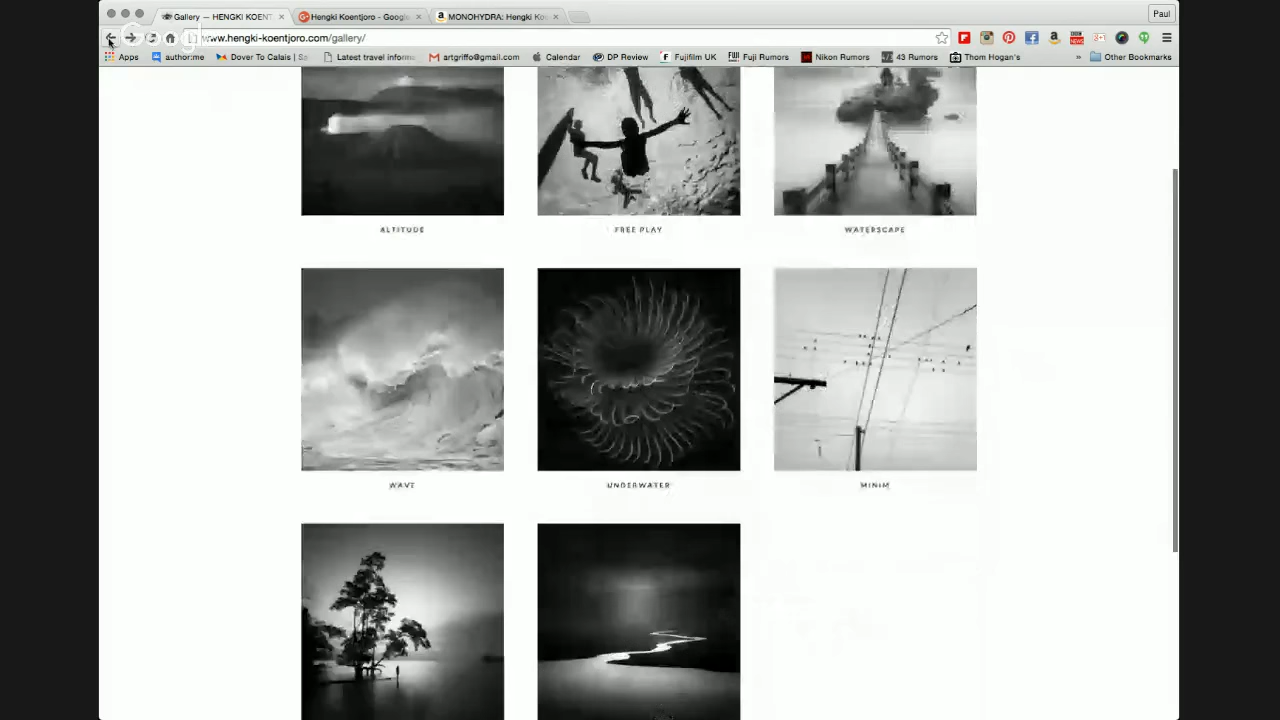 Gallery — HENGKI KOENT
Hengki Koentjoro - Google
MONOHYDRA: Hengki Ko
Paul
www.hengki-koentjoro.com/gallery/
Apps
author:me
Dover To Calais | Sa
Latest travel inform
artgriffo@gmail.com
Calendar
DP Review
Fujifilm UK
Fuji Rumors
Nikon Rumors
43 Rumors
Thom Hogan's
» Other Bookmarks
ALTITUDE
FREE PLAY
WATERSCAPE
WAVE
UNDERWATER
MINIM